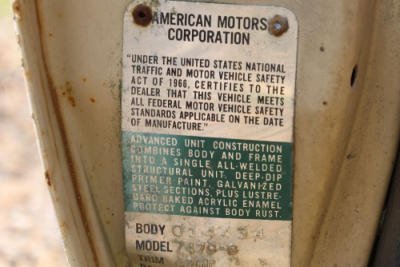 AMERICAN MOTORS
CORPORATION
"UNDER THE UNITED STATES NATIONAL
TRAFFIC AND MOTOR VEHICLE SAFETY
ACT OF 1966, CERTIFIES TO THE
DEALER THAT THIS VEHICLE MEETS
ALL FEDERAL MOTOR VEHICLE SAFETY
STANDARDS APPLICABLE ON THE DATE
OF MANUFACTURE."
ADVANCED UNIT CONSTRUCTION
COMBINES BODY AND FRAME
INTO A SINGLE ALL-WELDED
STRUCTURAL UNIT. DEEP-DIP
PRIMER PAINT, GALVANIZED
STEEL SECTIONS, PLUS LUSTRE-
GARD BAKED ACRYLIC ENAMEL
PROTECT AGAINST BODY RUST.
BODY
MODEL
TRIM